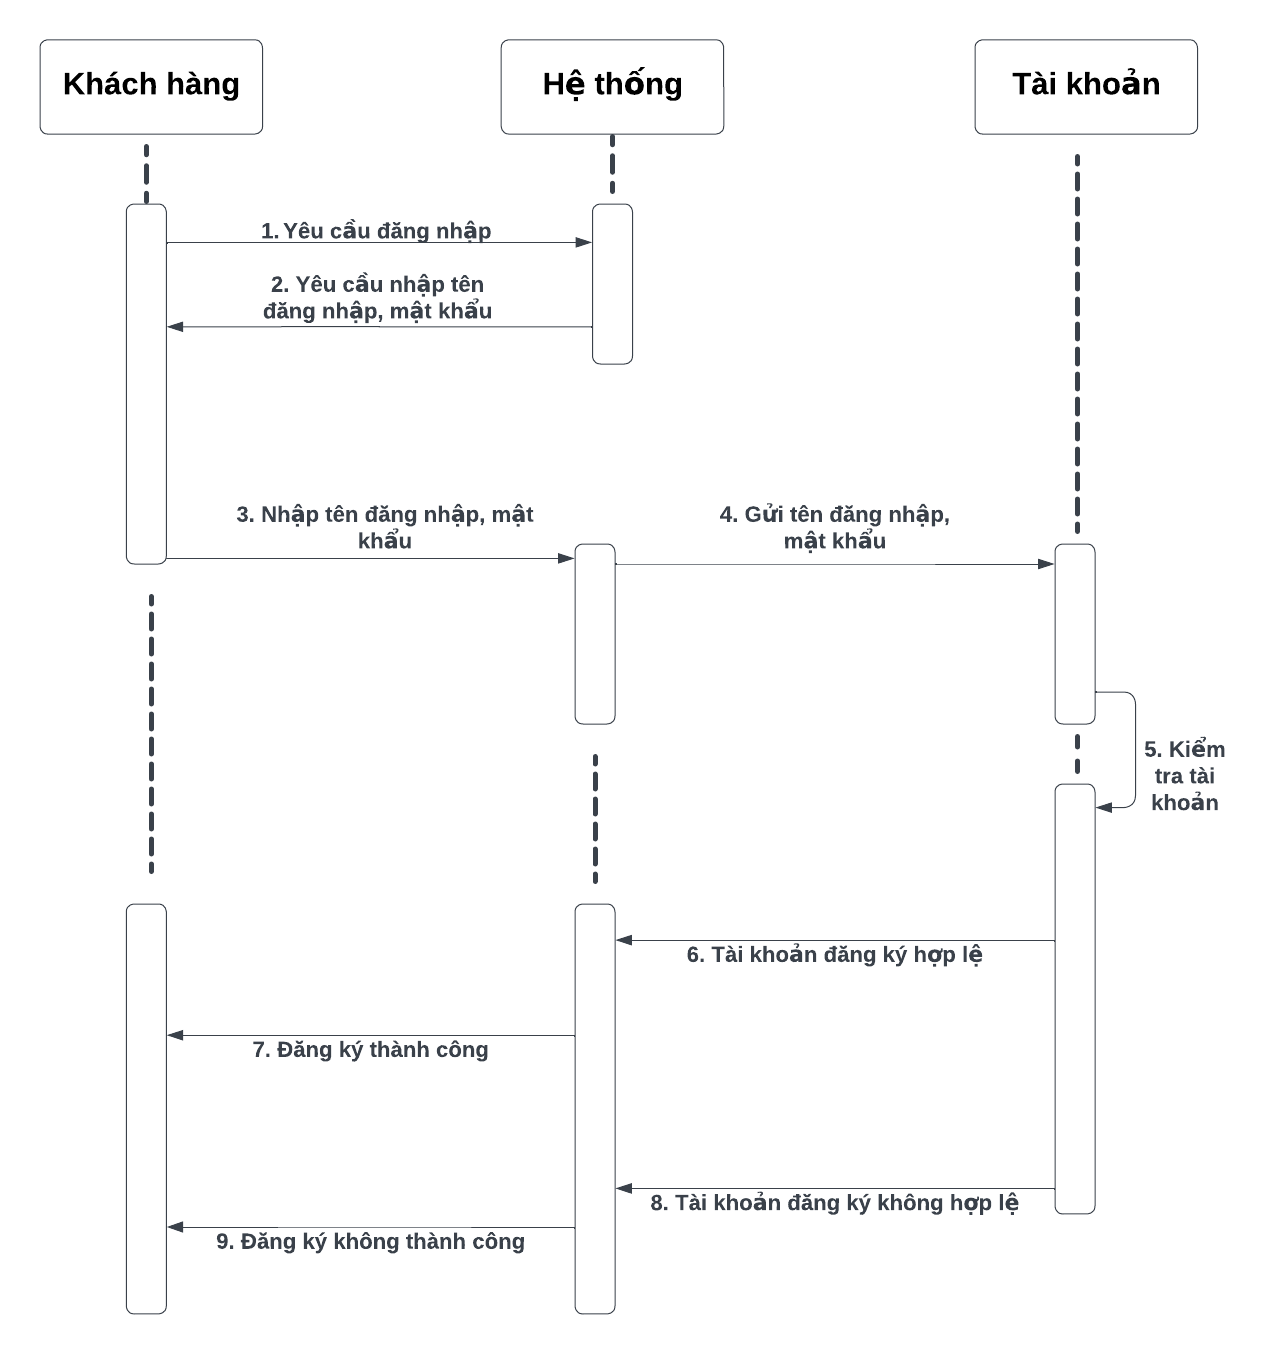 Khách hàng
Hệ thống
Tài khoản
1. Yêu cầu đăng nhập
2. Yêu cầu nhập tên
đăng nhập, mật khẩu
3. Nhập tên đăng nhập, mật
khẩu
4. Gửi tên đăng nhập,
mật khẩu
5. Kiểm
tra tài
khoản
6. Tài khoản đăng ký hợp lệ
7. Đăng ký thành công
8. Tài khoản đăng ký không hợp lệ
9. Đăng ký không thành công